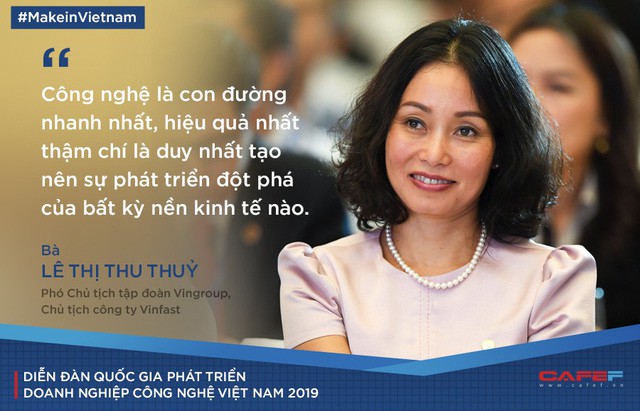 #MakeinVietnam
“
Công nghệ là con đường
nhanh nhất, hiệu quả nhất
thậm chí là duy nhất tạo
nên sự phát triển đột phá
của bất kỳ nền kinh tế nào.
Bà
LÊ THỊ THU THUỶ
Phó Chủ tịch tập đoàn Vingroup,
Chủ tịch công ty Vinfast
DIỄN ĐÀN QUỐC GIA PHÁT TRIỂN
DOANH NGHIỆP CÔNG NGHỆ VIỆT NAM 2019
CAFEF
www.cafef.vn